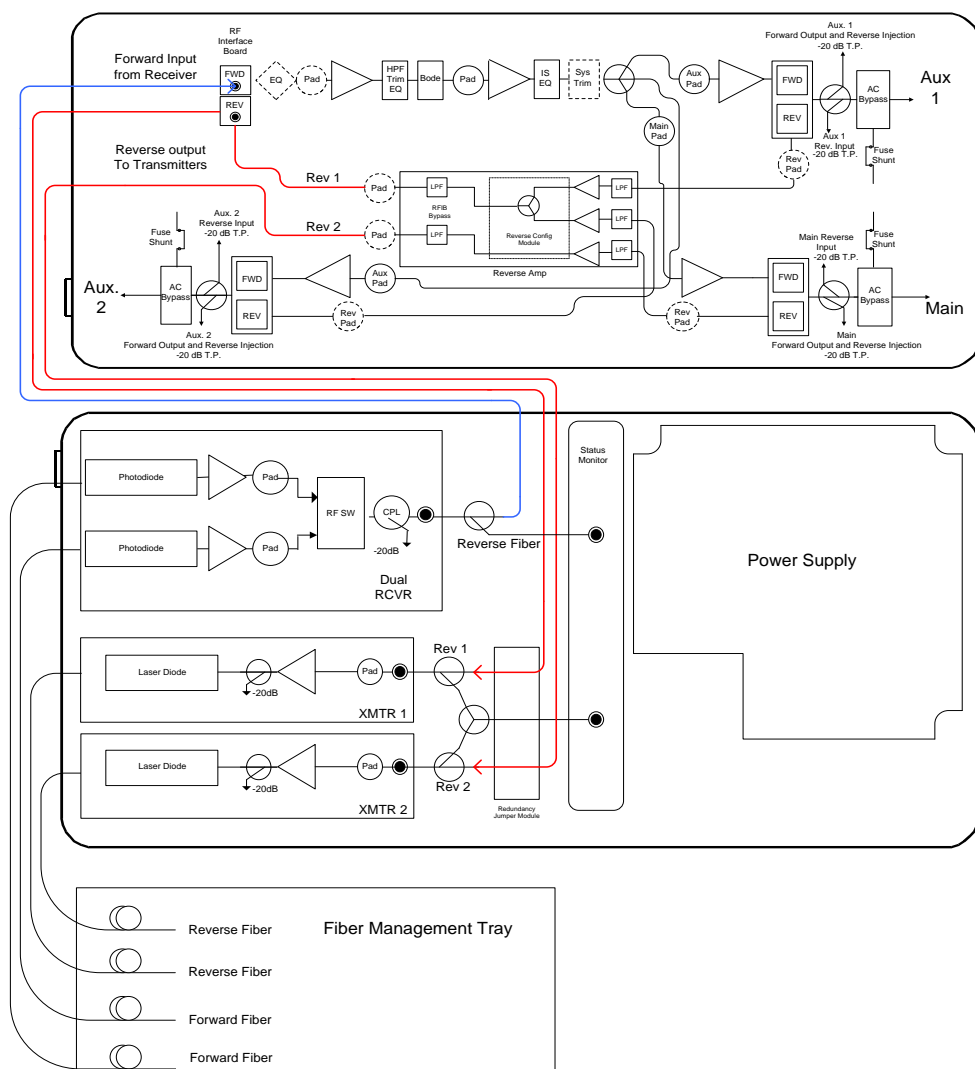 RF
Interface
Board
Forward Input
from Receiver
FWD
REV
EQ
Pad
HPF
Trim
EQ
Bode
Pad
IS
EQ
Sys
Trim
Aux
Pad
Main
Pad
FWD
REV
Aux. 1
Forward Output and Reverse Injection
-20 dB T.P.
AC
Bypass
Aux
1
Aux 1
Rev. Input
-20 dB T.P.
Fuse
Shunt
Rev
Pad
Reverse output
To Transmitters
Rev 1
Pad
LPF
RFIB
Bypass
LPF
Rev 2
Pad
Reverse Config
Module
LPF
LPF
LPF
Reverse Amp
Fuse
Shunt
Aux. 2
Reverse Input
-20 dB T.P.
Aux.
2
AC
Bypass
FWD
REV
Aux
Pad
Rev
Pad
Aux. 2
Forward Output and Reverse Injection
-20 dB T.P.
Rev
Pad
FWD
REV
Main Reverse
Input
-20 dB T.P.
Fuse
Shunt
AC
Bypass
Main
Main
Forward Output and Reverse Injection
-20 dB T.P.
Photodiode
Pad
Photodiode
Pad
RF SW
CPL
-20dB
Dual
RCVR
Reverse Fiber
Status
Monitor
Power Supply
Laser Diode
-20dB
Pad
XMTR 1
Rev 1
Laser Diode
-20dB
Pad
XMTR 2
Rev 2
Redundancy
Jumper Module
Fiber Management Tray
Reverse Fiber
Reverse Fiber
Forward Fiber
Forward Fiber